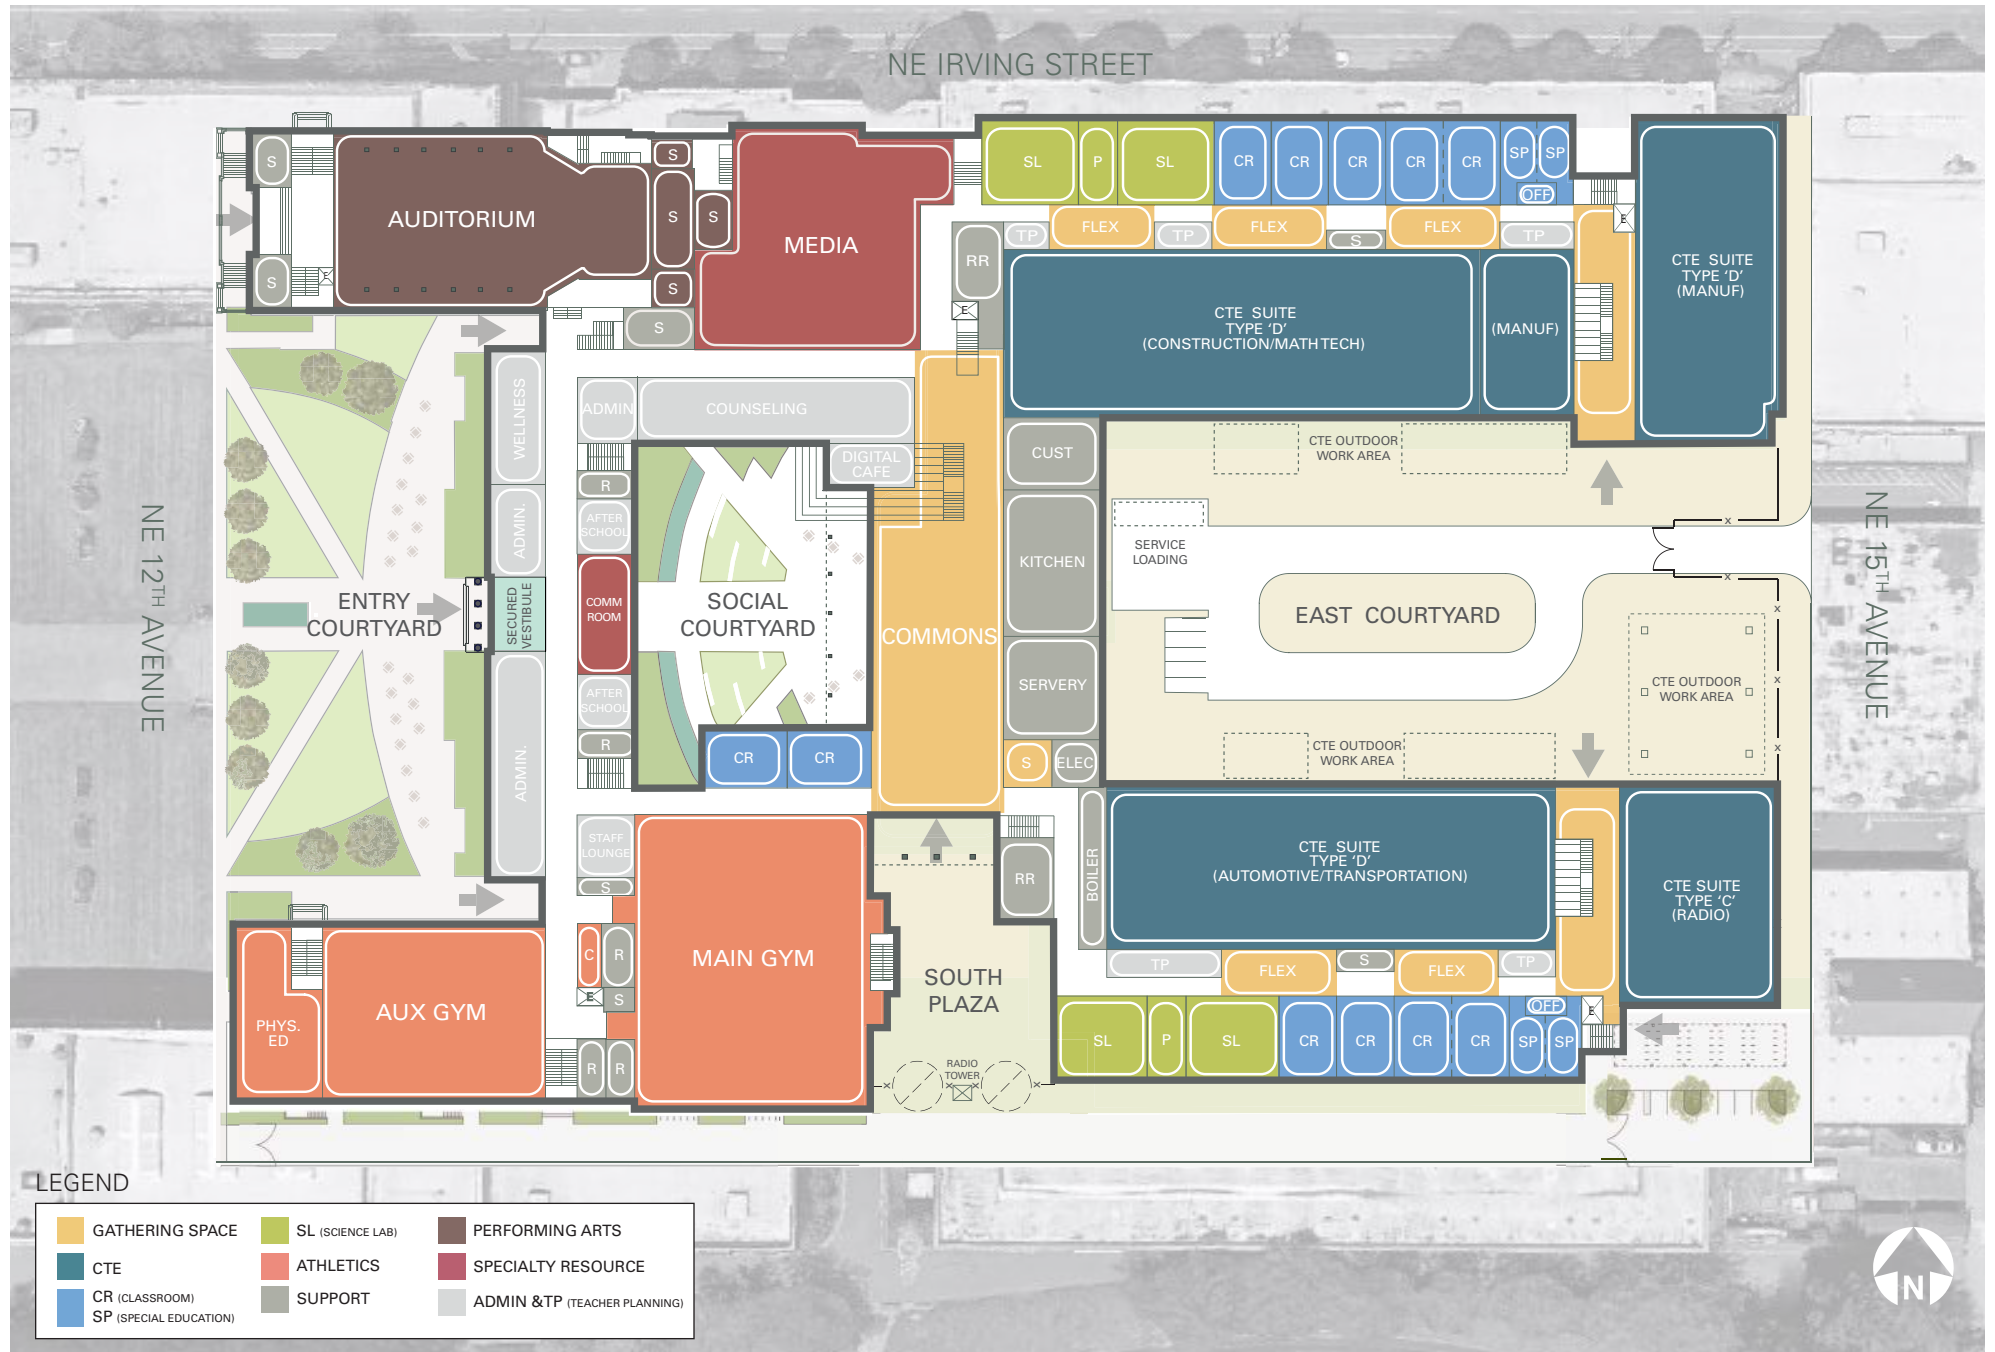 NE IRVING STREET
NE 12TH AVENUE
NE 15TH AVENUE
S
S
E
AUDITORIUM
S
S
S
S
S
MEDIA
SL
P
SL
CR
CR
CR
CR
CR
SP
SP
OFF
E
RR
E
TP
FLEX
TP
FLEX
S
FLEX
TP
CTE SUITE
TYPE ‘D’
(CONSTRUCTION/MATH TECH)
(MANUF)
CTE SUITE
TYPE ‘D’
(MANUF)
WELLNESS
ADMIN.
SECURED
VESTIBULE
ADMIN.
ADMIN
COUNSELING
DIGITAL
CAFE
R
AFTER
SCHOOL
COMM
ROOM
AFTER
SCHOOL
R
ENTRY
COURTYARD
SOCIAL
COURTYARD
COMMONS
CR
CR
CUST
KITCHEN
SERVERY
S
ELEC
CTE OUTDOOR
WORK AREA
SERVICE
LOADING
EAST COURTYARD
CTE OUTDOOR
WORK AREA
CTE OUTDOOR
WORK AREA
x
x
x
x
x
STAFF
LOUNGE
S
C
R
E
S
R
R
MAIN GYM
PHYS.
ED
AUX GYM
SOUTH
PLAZA
RADIO
TOWER
x
x
x
x
RR
BOILER
CTE SUITE
TYPE ‘D’
(AUTOMOTIVE/TRANSPORTATION)
CTE SUITE
TYPE ‘C’
(RADIO)
TP
FLEX
S
FLEX
TP
SL
P
SL
CR
CR
CR
CR
SP
SP
OFF
E
LEGEND
GATHERING SPACE
CTE
CR (CLASSROOM)
SP (SPECIAL EDUCATION)
SL (SCIENCE LAB)
ATHLETICS
SUPPORT
PERFORMING ARTS
SPECIALTY RESOURCE
ADMIN &TP (TEACHER PLANNING)
N